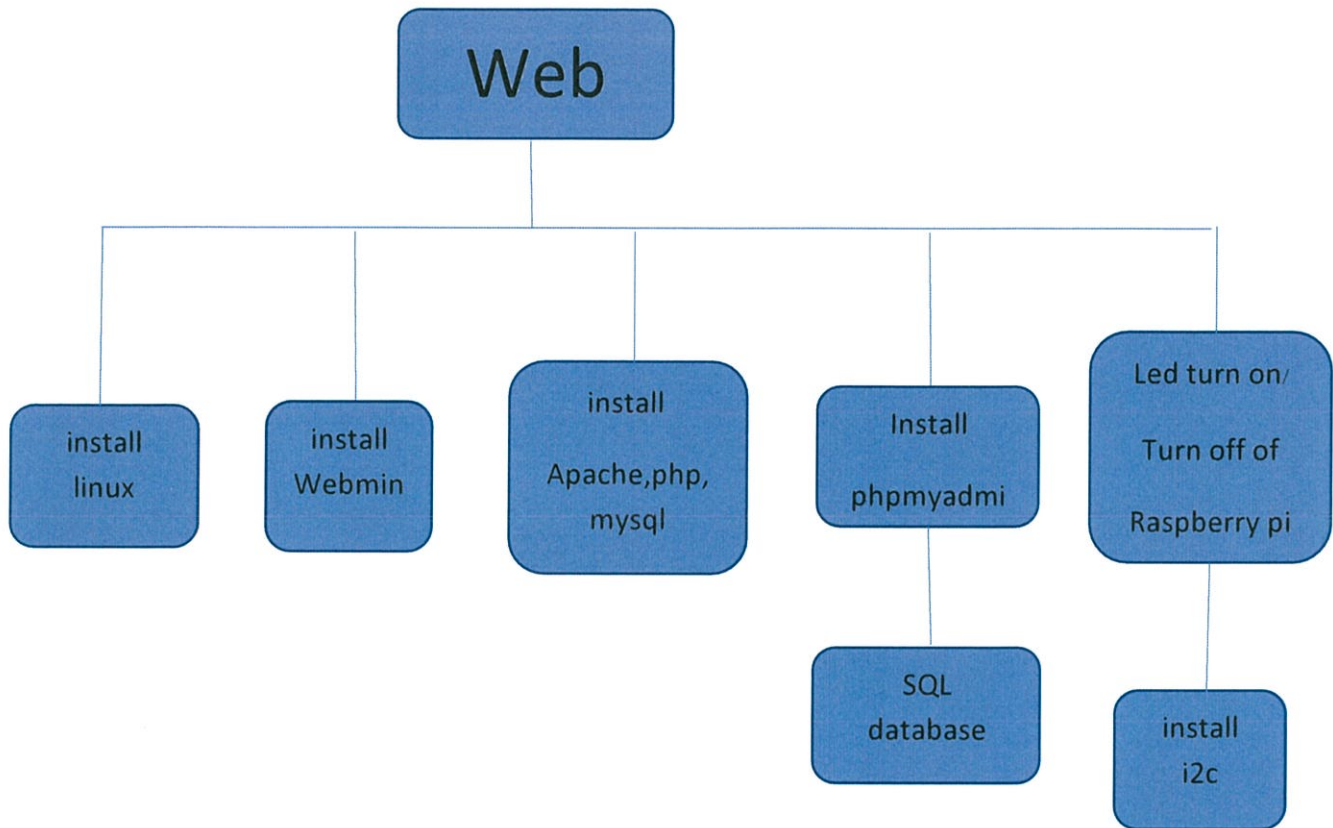 Web
install
linux
install
Webmin
install
Apache,php,
mysql
Install
phpmyadmi
Led turn on/
Turn off of
Raspberry pi
SQL
database
install
i2c